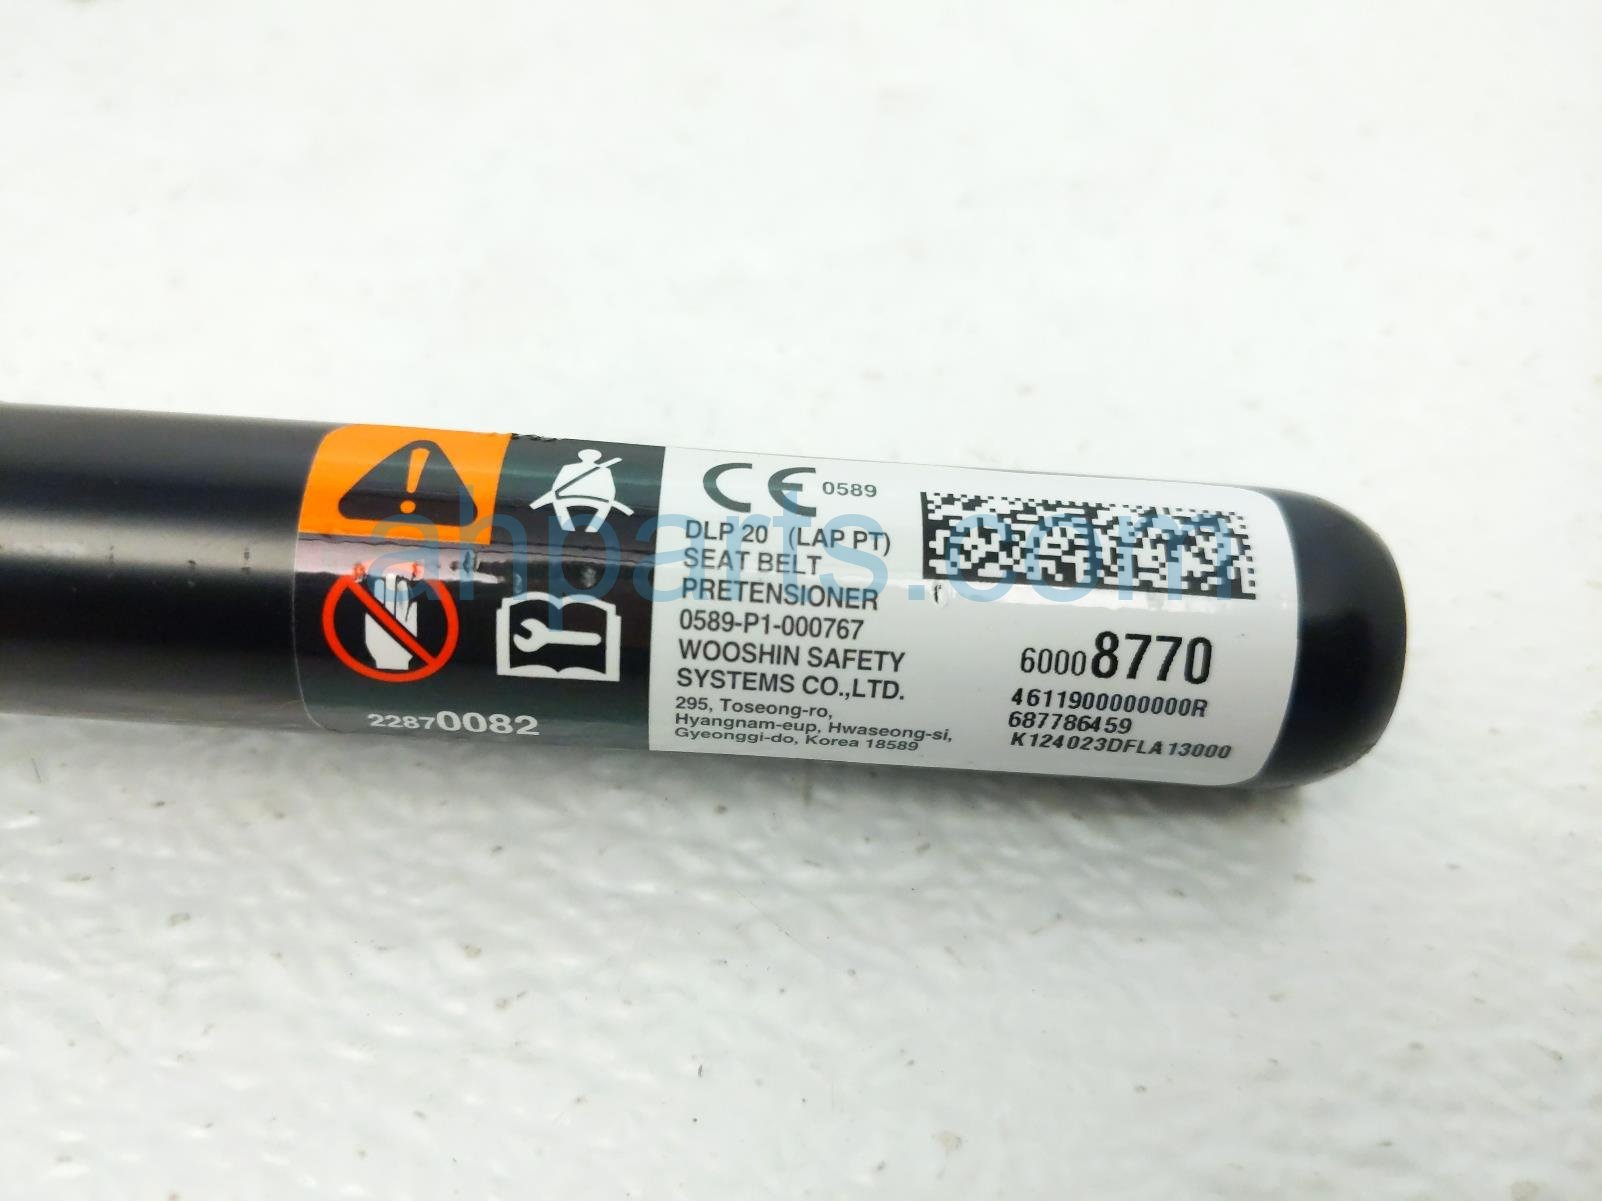 CE 0589
DLP 20 (LAP PT)
SEAT BELT
PRETENSIONER
0589-P1-000767
WOOSHIN SAFETY
SYSTEMS CO.,LTD.
295, Toseong-ro,
Hyangnam-eup, Hwaseong-si,
Gyeonggi-do, Korea 18589
22870082
60008770
4611900000000R
687786459
K124023DFLA13000
ahparts.com